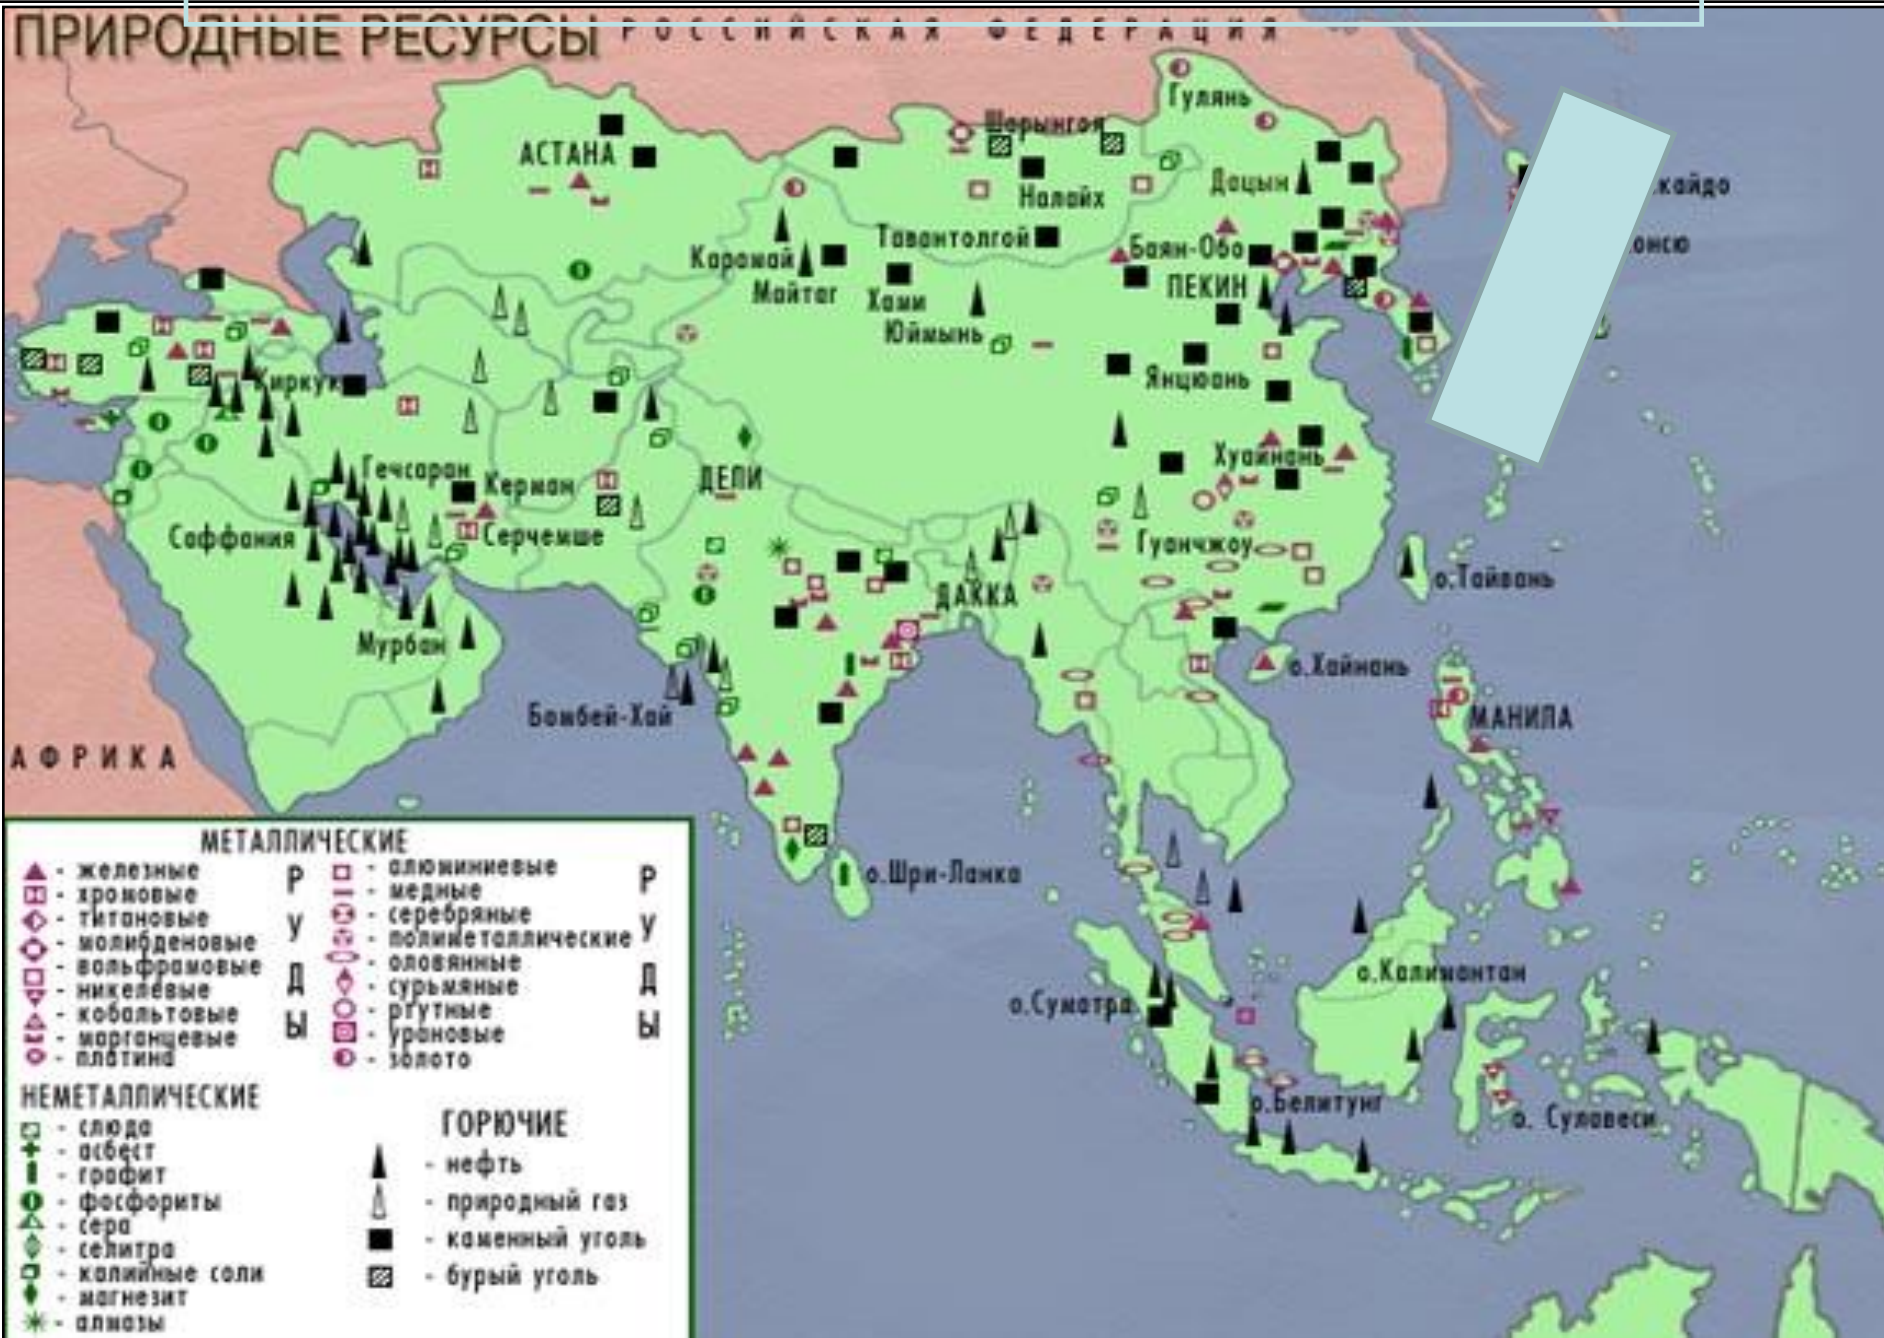 ПРИРОДНЫЕ РЕСУРСЫ
РОССИЙСКАЯ ФЕДЕРАЦИЯ
Гулянь
АСТАНА
Шарынгол
Налайх
Дацын
кайдо
Тавантолгой
Баян-Обо
онсю
Карамай
Майтаг
Хами
ПЕКИН
Юймынь
Киркук
Янцюань
Гечсаран
Керман
ДЕЛИ
Хуайнань
Саффания
Серчемше
Гуанчжоу
ДАККА
о.Тайвань
Мурбан
о.Хайнань
Бомбей-Хай
МАНИЛА
АФРИКА
о.Шри-Ланка
о.Калимантан
о.Суматра
о.Белитунг
о. Сулавеси
МЕТАЛЛИЧЕСКИЕ
РУДЫ
- железные
- хромовые
- титановые
- молибденовые
- вольфрамовые
- никелевые
- кобальтовые
- марганцевые
- платина
РУДЫ
- алюминиевые
- медные
- серебряные
- полиметаллические
- оловянные
- сурьмяные
- ртутные
- урановые
- золото
НЕМЕТАЛЛИЧЕСКИЕ
- слюда
- асбест
- графит
- фосфориты
- сера
- селитра
- калийные соли
- магнезит
- алмазы
ГОРЮЧИЕ
- нефть
- природный газ
- каменный уголь
- бурый уголь